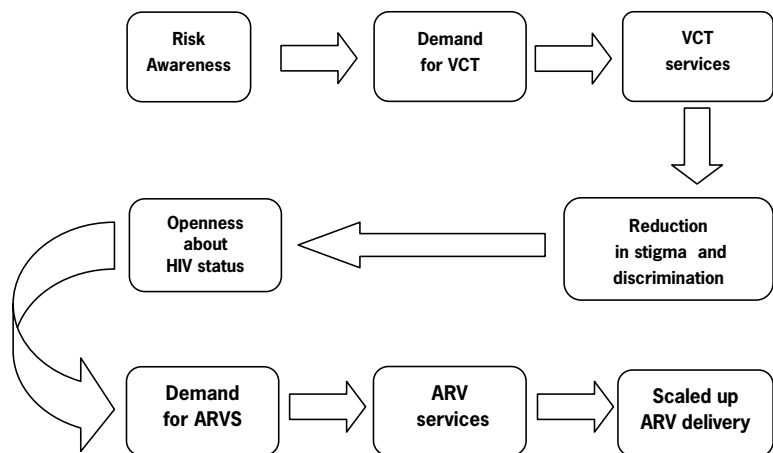 Risk
Awareness
Demand
for VCT
VCT
services
Reduction
in stigma and
discrimination
Openness
about
HIV status
Demand
for ARVS
ARV
services
Scaled up
ARV delivery